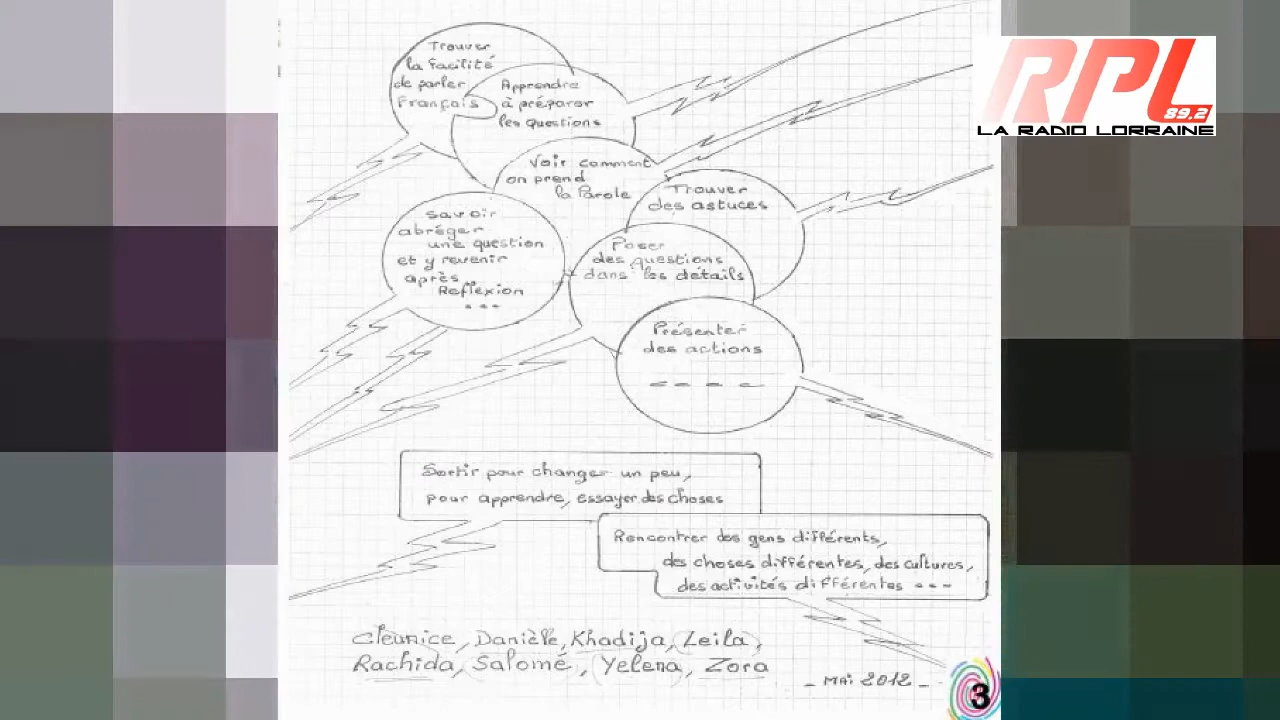 Trouver
la facilité
de parler
Français
Apprendre
à préparer
les questions
Voir comment
on prend
la Parole
Trouver
des astuces
Savoir
abréger
une question
et y revenir
après...
Reflexion
...
Poser
des questions
dans les détails
Présenter
des actions
Sortir pour changer un peu,
pour apprendre, essayer des choses
Rencontrer des gens différents,
des choses différentes, des cultures,
des activités différentes ...
Cleunice, Danièle, Khadija, Leila,
Rachida, Salomé, Yelena, Zora
- MAI 2012 -
3
RPL
89.2
LA RADIO LORRAINE